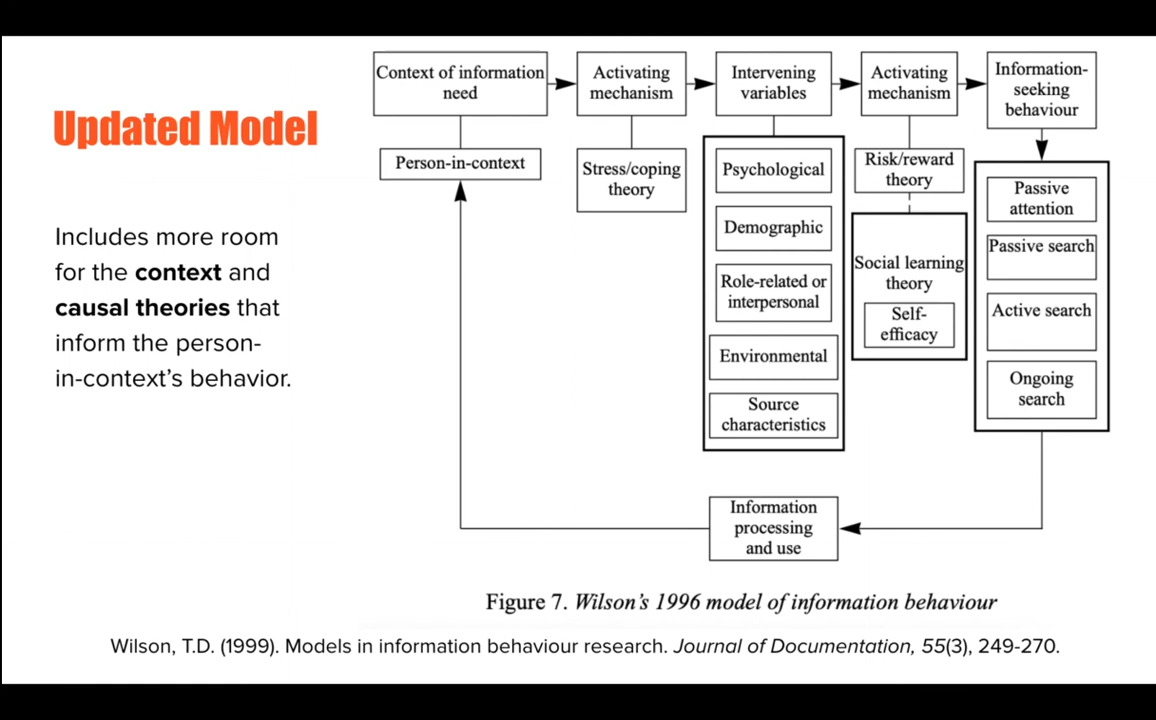 Updated Model
Includes more room
for the context and
causal theories that
inform the person-
in-context’s behavior.
Context of information
need
Activating
mechanism
Intervening
variables
Activating
mechanism
Information-
seeking
behaviour
Person-in-context
Stress/coping
theory
Psychological
Demographic
Role-related or
interpersonal
Environmental
Source
characteristics
Risk/reward
theory
Social learning
theory
Self-
efficacy
Passive
attention
Passive search
Active search
Ongoing
search
Information
processing
and use
Figure 7. Wilson’s 1996 model of information behaviour
Wilson, T.D. (1999). Models in information behaviour research. Journal of Documentation, 55(3), 249-270.